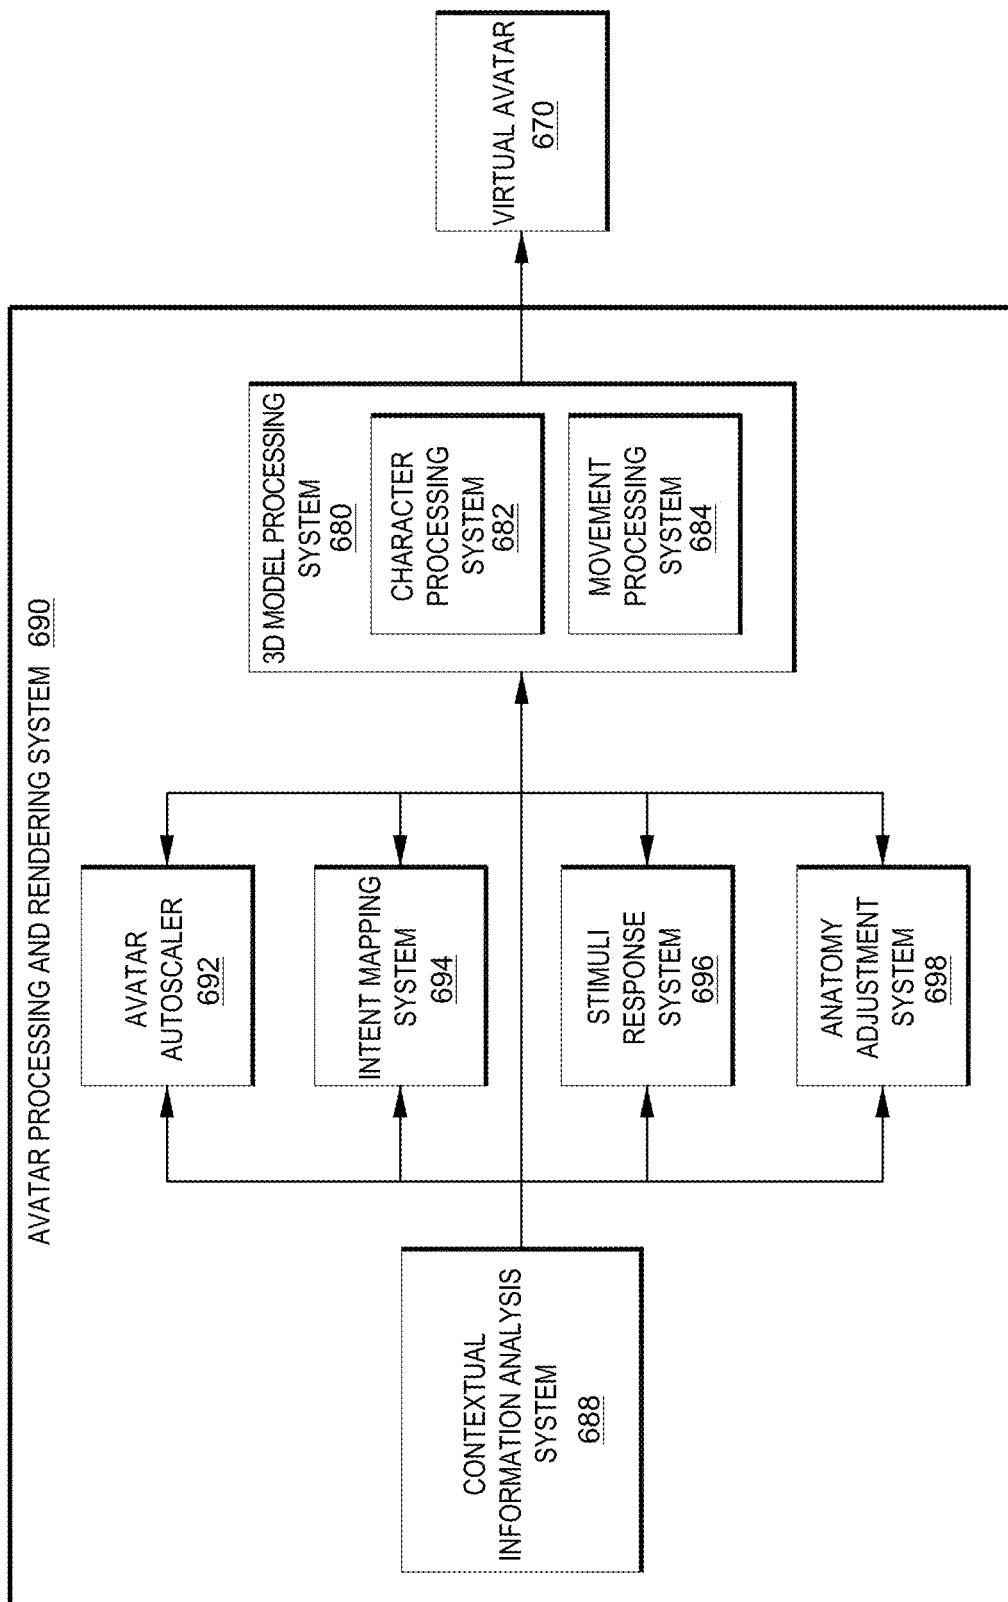 AVATAR PROCESSING AND RENDERING SYSTEM 690
CONTEXTUAL
INFORMATION ANALYSIS
SYSTEM
688
AVATAR
AUTOSCALER
692
INTENT MAPPING
SYSTEM
694
STIMULI
RESPONSE
SYSTEM
696
ANATOMY
ADJUSTMENT
SYSTEM
698
3D MODEL PROCESSING
SYSTEM
680
CHARACTER
PROCESSING
SYSTEM
682
MOVEMENT
PROCESSING
SYSTEM
684
VIRTUAL AVATAR
670